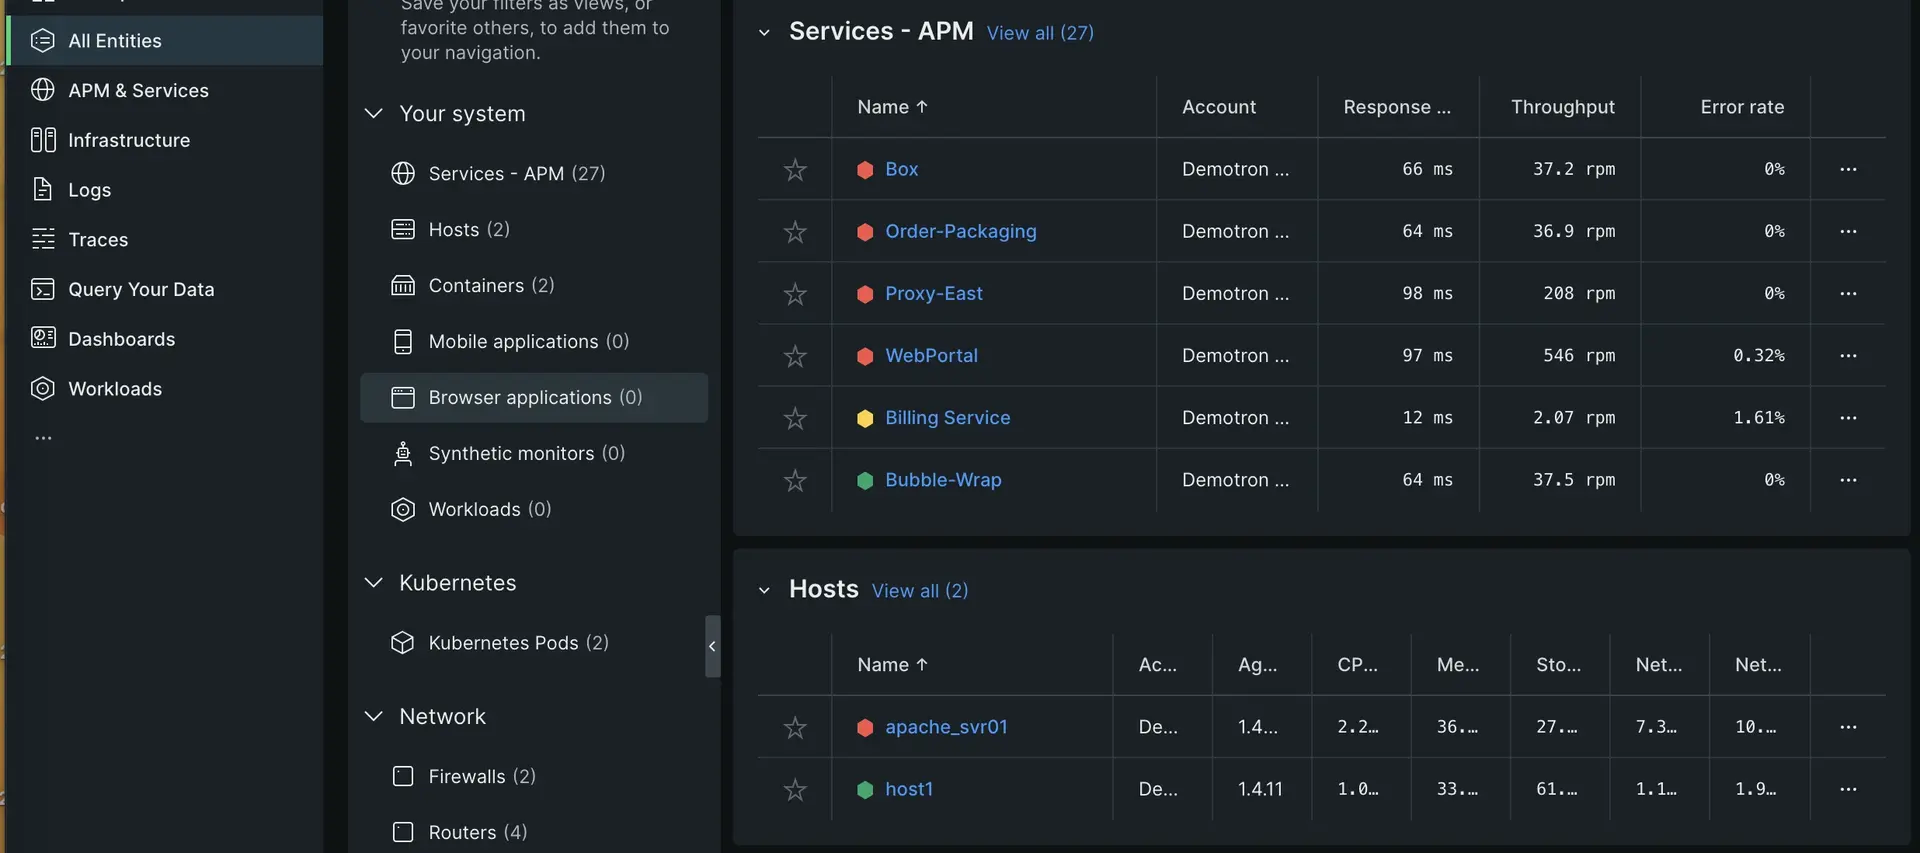 All Entities
APM & Services
Infrastructure
Logs
Traces
Query Your Data
Dashboards
Workloads
...
Save your filters as views, or
favorite others, to add them to
your navigation.
Your system
Services - APM (27)
Hosts (2)
Containers (2)
Mobile applications (0)
Browser applications (0)
Synthetic monitors (0)
Workloads (0)
Kubernetes
Kubernetes Pods (2)
Network
Firewalls (2)
Routers (4)
Services - APM View all (27)
Name ↑ Account Response ... Throughput Error rate
Box Demotron ... 66 ms 37.2 rpm 0% ...
Order-Packaging Demotron ... 64 ms 36.9 rpm 0% ...
Proxy-East Demotron ... 98 ms 208 rpm 0% ...
WebPortal Demotron ... 97 ms 546 rpm 0.32% ...
Billing Service Demotron ... 12 ms 2.07 rpm 1.61% ...
Bubble-Wrap Demotron ... 64 ms 37.5 rpm 0% ...
Hosts View all (2)
Name ↑ Ac... Ag... CP... Me... Sto... Net... Net...
apache_svr01 De... 1.4... 2.2... 36.... 27.... 7.3... 10.... ...
host1 De... 1.4.11 1.0... 33.... 61.... 1.1... 1.9... ...